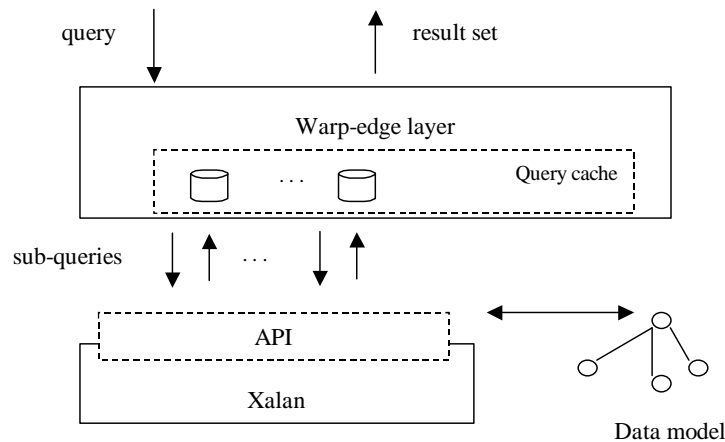 query
result set
Warp-edge layer
...
Query cache
sub-queries
...
API
Xalan
Data model